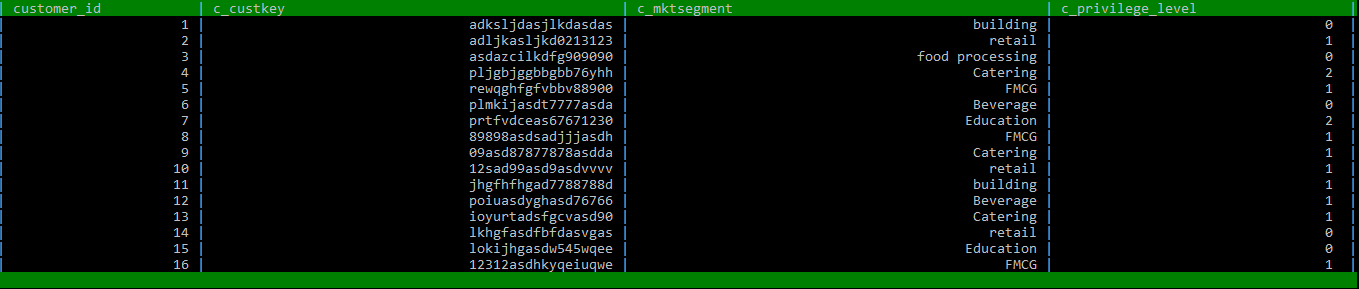 customer_id | c_custkey | c_mktsegment | c_privilege_level |
| 1 | adksljdasjlkdasdas | building | 0 |
| 2 | adljkasljkd0213123 | retail | 1 |
| 3 | asdazcilkdfg909090 | food processing | 0 |
| 4 | pljgbjggbbgbb76yhh | Catering | 2 |
| 5 | rewqghfgfvbbv88900 | FMCG | 1 |
| 6 | plmkijasdt7777asda | Beverage | 0 |
| 7 | prtfvdceas67671230 | Education | 2 |
| 8 | 89898asdsadjjjasdh | FMCG | 1 |
| 9 | 09asd87877878asdda | Catering | 1 |
| 10 | 12sad99asd9asdvvvv | retail | 1 |
| 11 | jhgfhfhgad7788788d | building | 1 |
| 12 | poiuasdyghasd76766 | Beverage | 1 |
| 13 | ioyurtadsfgcvasd90 | Catering | 1 |
| 14 | lkhgfasdfbfdasvgas | retail | 0 |
| 15 | lokijhgasdw545wqee | Education | 0 |
| 16 | 12312asdhkyqeiuqwe | FMCG | 1 |